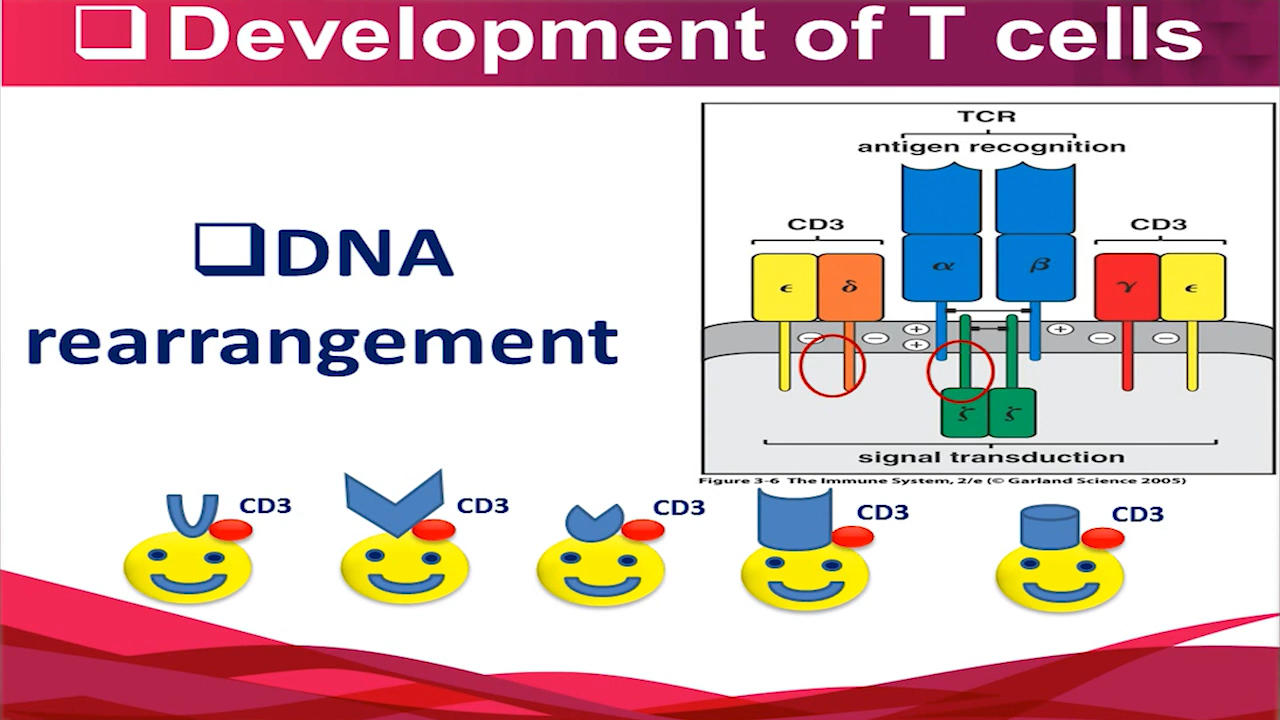 Development of T cells
DNA
rearrangement
TCR
antigen recognition
CD3
CD3
α
β
ϵ
δ
γ
ϵ
+
+
+
−
−
−
−
ζ
ζ
signal transduction
Figure 3-6 The Immune System, 2/e (© Garland Science 2005)
CD3
CD3
CD3
CD3
CD3